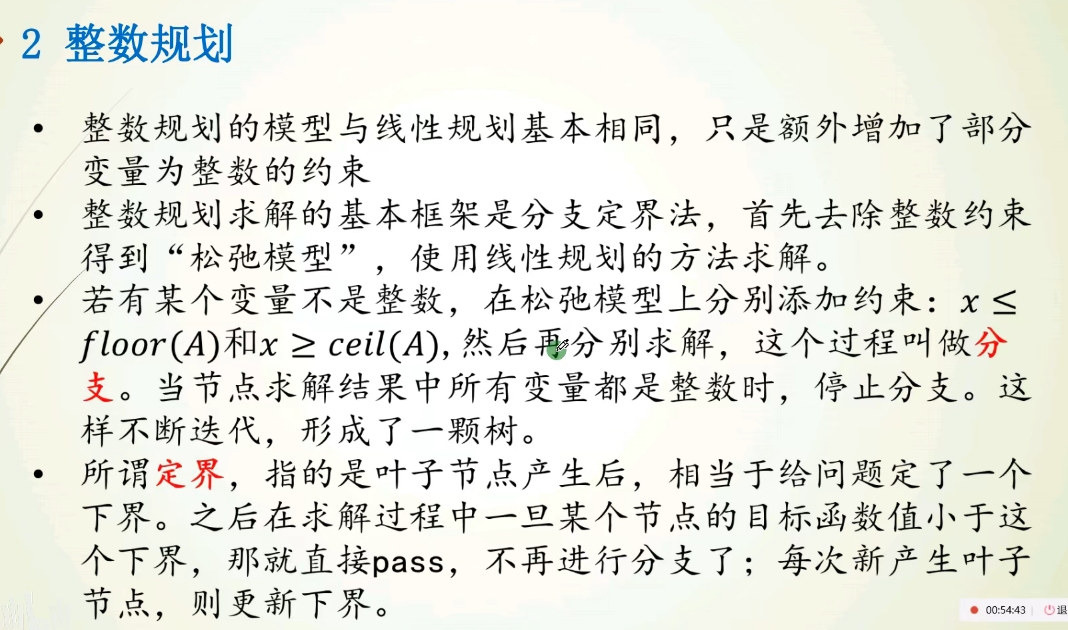 2 整数规划
• 整数规划的模型与线性规划基本相同，只是额外增加了部分
变量为整数的约束
• 整数规划求解的基本框架是分支定界法，首先去除整数约束
得到“松弛模型”，使用线性规划的方法求解。
• 若有某个变量不是整数，在松弛模型上分别添加约束：x ≤
floor(A)和x ≥ ceil(A),然后再分别求解，这个过程叫做分
支。当节点求解结果中所有变量都是整数时，停止分支。这
样不断迭代，形成了一颗树。
• 所谓定界，指的是叶子节点产生后，相当于给问题定了一个
下界。之后在求解过程中一旦某个节点的目标函数值小于这
个下界，那就直接pass，不再进行分支了；每次新产生叶子
节点，则更新下界。
00:54:43 退